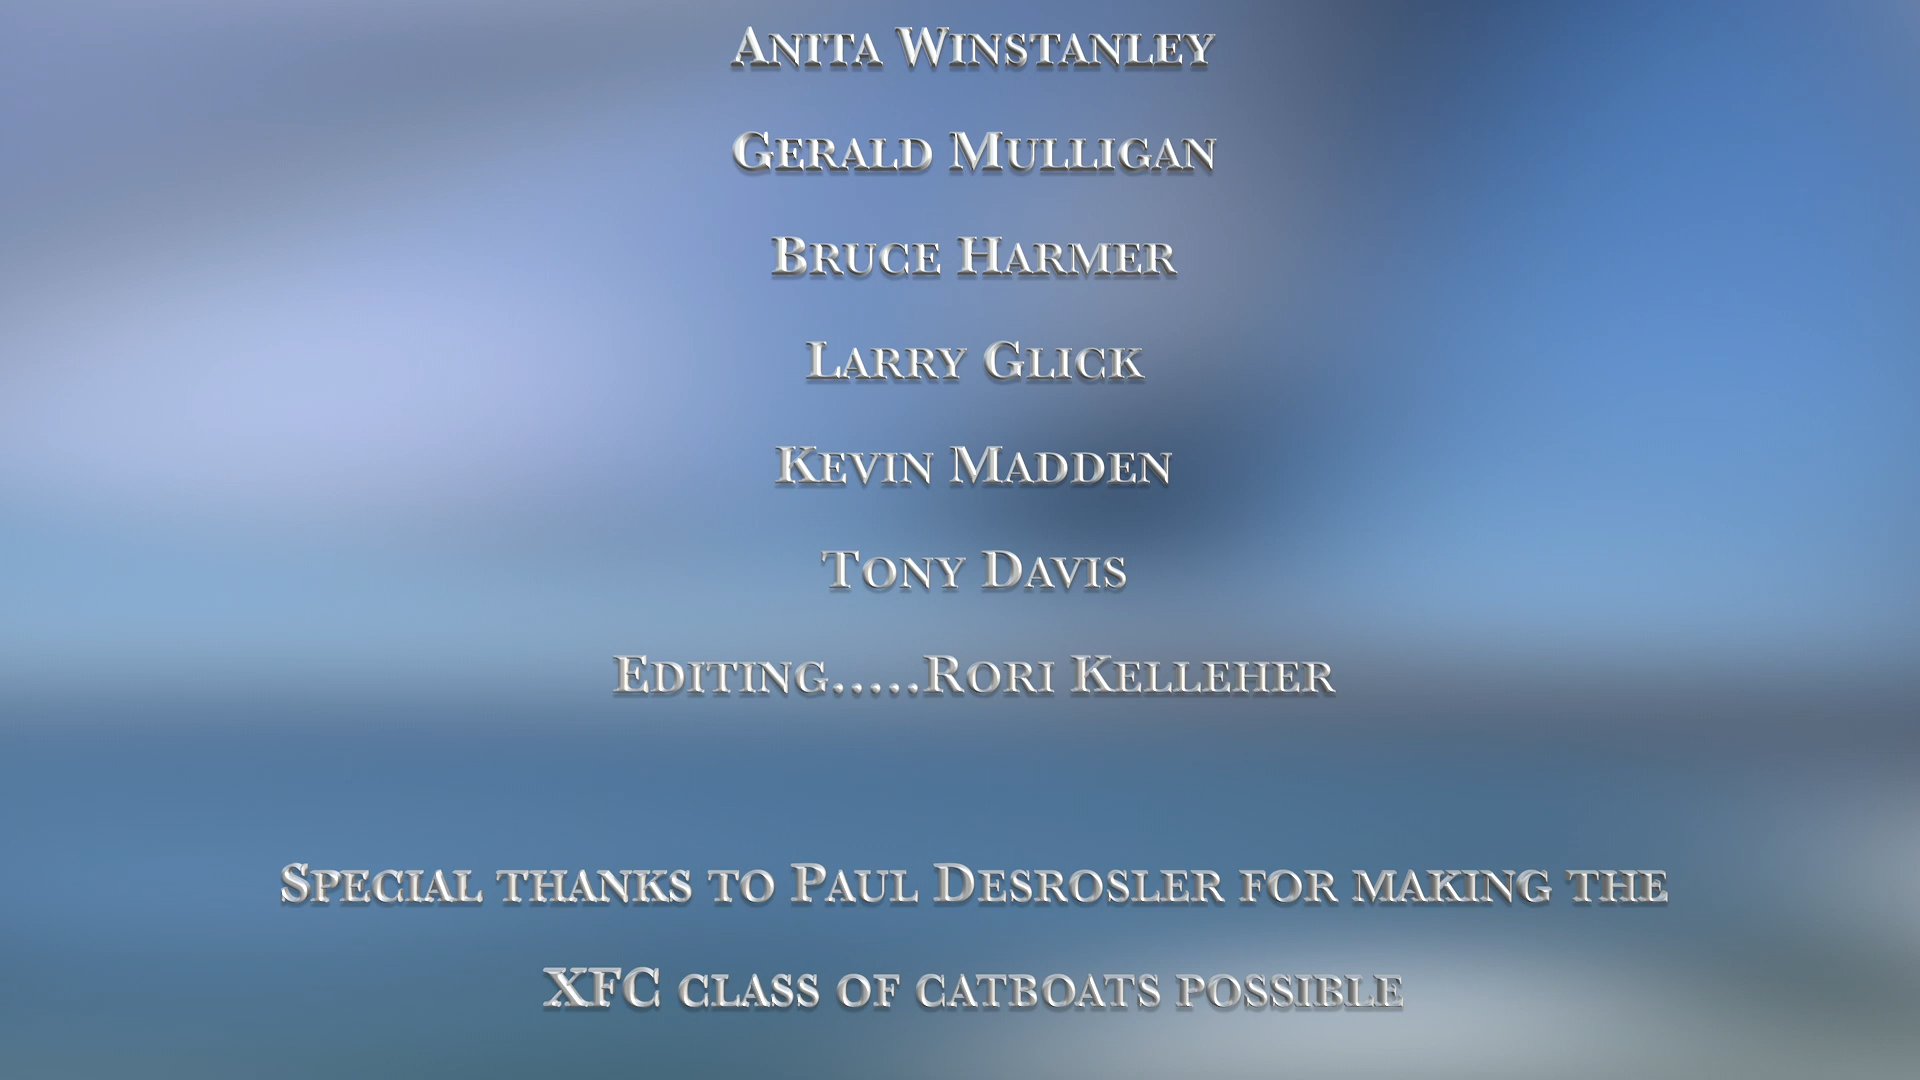 Anita Winstanley
Gerald Mulligan
Bruce Harmer
Larry Glick
Kevin Madden
Tony Davis
Editing.....Rori Kelleher
Special thanks to Paul Desrosler for making the
XFC class of catboats possible